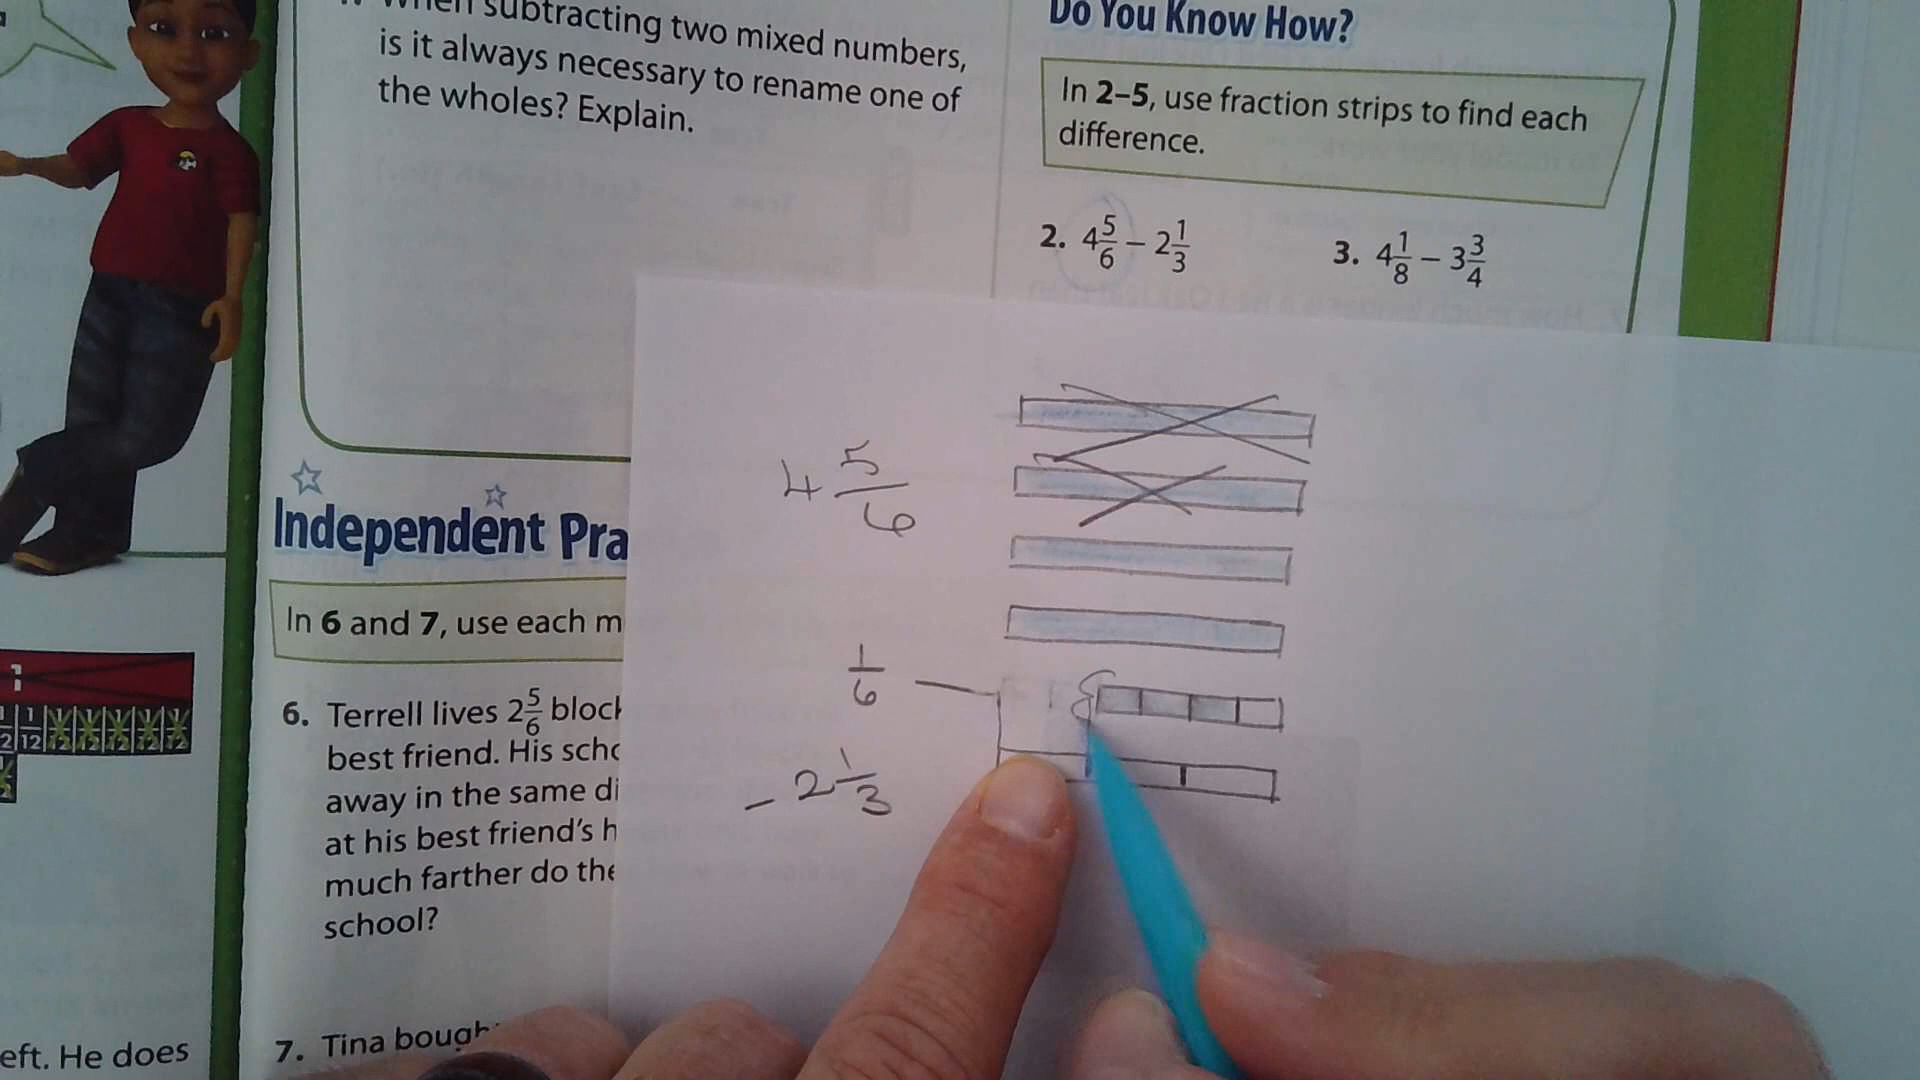 When subtracting two mixed numbers,
is it always necessary to rename one of
the wholes? Explain.
Do You Know How?
In 2–5, use fraction strips to find each
difference.
2. 4 5/6 – 2 1/3
3. 4 1/8 – 3 3/4
4 5/6
1/6
– 2 1/3
Independent Pra
In 6 and 7, use each m
6. Terrell lives 2 5/6 block
best friend. His scho
away in the same di
at his best friend's h
much farther do the
school?
7. Tina bough
1
1/12
eft. He does